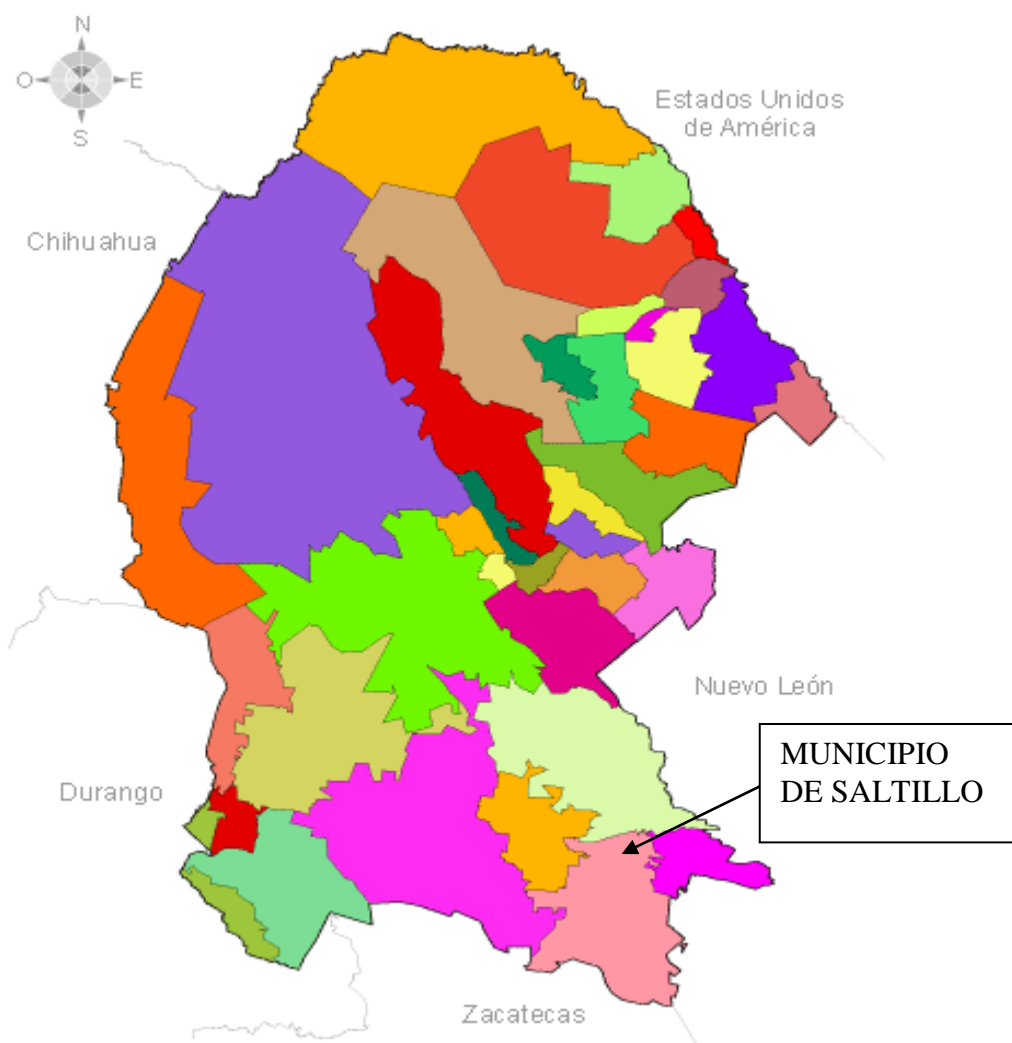 N
O E
S
Estados Unidos
de América
Chihuahua
Nuevo León
MUNICIPIO
DE SALTILLO
Durango
Zacatecas